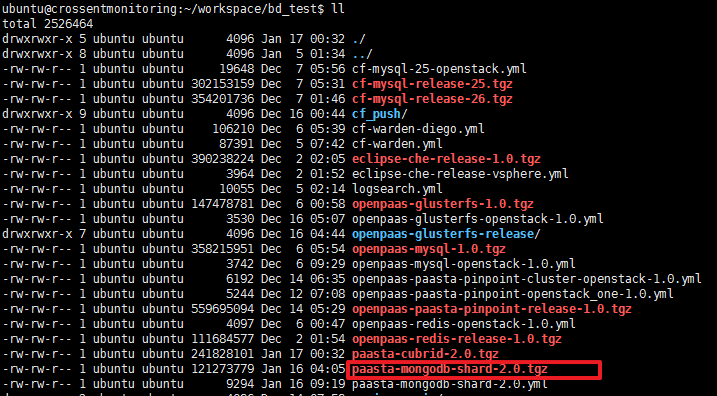 ubuntu@crossentmonitoring:~/workspace/bd_test$ ll
total 2526464
drwxrwxr-x 5 ubuntu ubuntu 4096 Jan 17 00:32 ./
drwxrwxr-x 8 ubuntu ubuntu 4096 Jan 5 01:34 ../
-rw-rw-r-- 1 ubuntu ubuntu 19648 Dec 7 05:56 cf-mysql-25-openstack.yml
-rw-rw-r-- 1 ubuntu ubuntu 302153159 Dec 7 05:31 cf-mysql-release-25.tgz
-rw-rw-r-- 1 ubuntu ubuntu 354201736 Dec 7 01:46 cf-mysql-release-26.tgz
drwxrwxr-x 9 ubuntu ubuntu 4096 Dec 16 00:44 cf_push/
-rw-rw-r-- 1 ubuntu ubuntu 106210 Dec 6 05:39 cf-warden-diego.yml
-rw-rw-r-- 1 ubuntu ubuntu 87391 Dec 5 07:42 cf-warden.yml
-rw-rw-r-- 1 ubuntu ubuntu 390238224 Dec 2 02:05 eclipse-che-release-1.0.tgz
-rw-rw-r-- 1 ubuntu ubuntu 3964 Dec 2 01:52 eclipse-che-release-vsphere.yml
-rw-rw-r-- 1 ubuntu ubuntu 10055 Dec 5 02:14 logsearch.yml
-rw-rw-r-- 1 ubuntu ubuntu 147478781 Dec 6 00:58 openpaas-glusterfs-1.0.tgz
-rw-rw-r-- 1 ubuntu ubuntu 3530 Dec 16 05:07 openpaas-glusterfs-openstack-1.0.yml
drwxrwxr-x 7 ubuntu ubuntu 4096 Dec 16 04:44 openpaas-glusterfs-release/
-rw-rw-r-- 1 ubuntu ubuntu 358215951 Dec 6 05:54 openpaas-mysql-1.0.tgz
-rw-rw-r-- 1 ubuntu ubuntu 3742 Dec 6 09:29 openpaas-mysql-openstack-1.0.yml
-rw-rw-r-- 1 ubuntu ubuntu 6192 Dec 14 06:35 openpaas-paasta-pinpoint-cluster-openstack-1.0.yml
-rw-rw-r-- 1 ubuntu ubuntu 5244 Dec 12 07:08 openpaas-paasta-pinpoint-openstack_one-1.0.yml
-rw-rw-r-- 1 ubuntu ubuntu 559695094 Dec 14 05:29 openpaas-paasta-pinpoint-release-1.0.tgz
-rw-rw-r-- 1 ubuntu ubuntu 4097 Dec 6 00:47 openpaas-redis-openstack-1.0.yml
-rw-rw-r-- 1 ubuntu ubuntu 111684577 Dec 2 01:54 openpaas-redis-release-1.0.tgz
-rw-rw-r-- 1 ubuntu ubuntu 241828101 Jan 17 00:32 paasta-cubrid-2.0.tgz
-rw-rw-r-- 1 ubuntu ubuntu 121273779 Jan 16 04:05 paasta-mongodb-shard-2.0.tgz
-rw-rw-r-- 1 ubuntu ubuntu 9294 Jan 16 09:19 paasta-mongodb-shard-2.0.yml